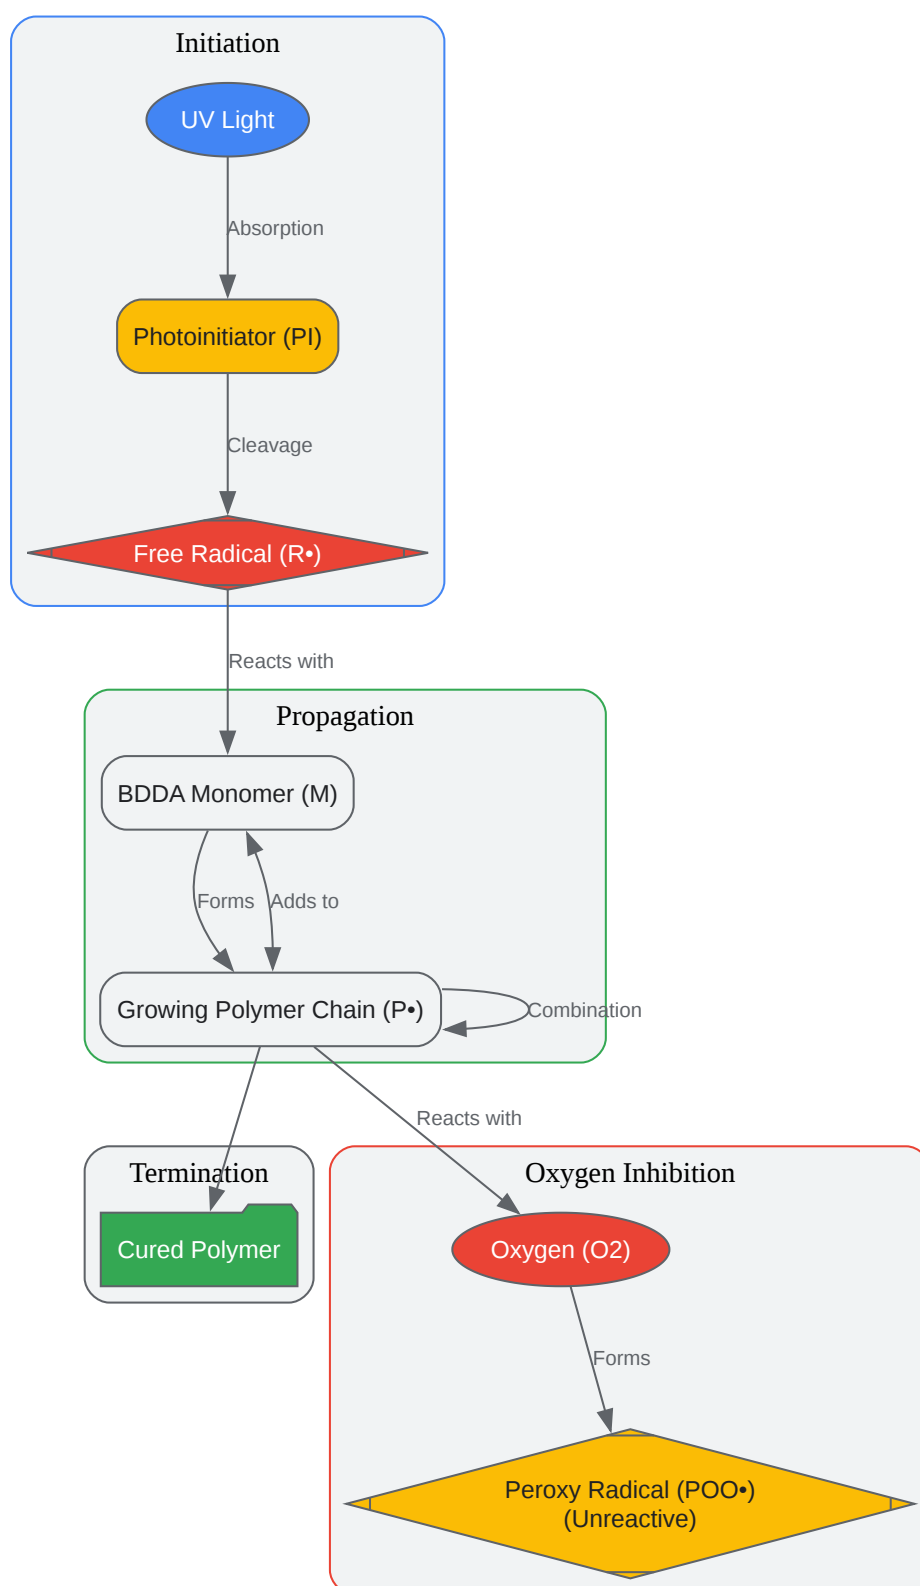 Initiation
UV Light
Absorption
Photoinitiator (PI)
Cleavage
Free Radical (R•)
Reacts with
Propagation
BDDA Monomer (M)
Forms
Adds to
Growing Polymer Chain (P•)
Combination
Reacts with
Termination
Oxygen Inhibition
Cured Polymer
Oxygen (O2)
Forms
Peroxy Radical (POO•)
(Unreactive)